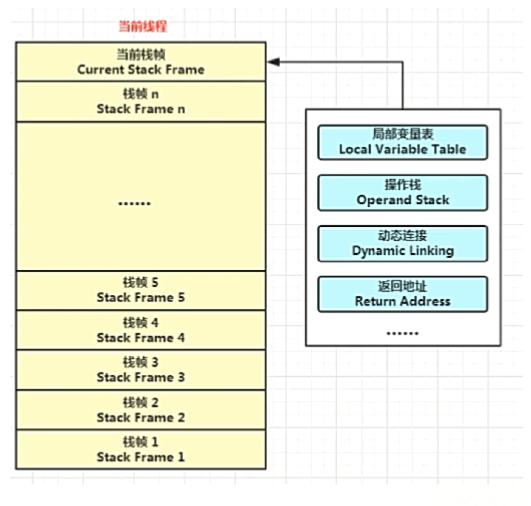 当前线程
当前栈帧
Current Stack Frame
栈帧 n
Stack Frame n
......
栈帧 5
Stack Frame 5
栈帧 4
Stack Frame 4
栈帧 3
Stack Frame 3
栈帧 2
Stack Frame 2
栈帧 1
Stack Frame 1
局部变量表
Local Variable Table
操作栈
Operand Stack
动态连接
Dynamic Linking
返回地址
Return Address
......